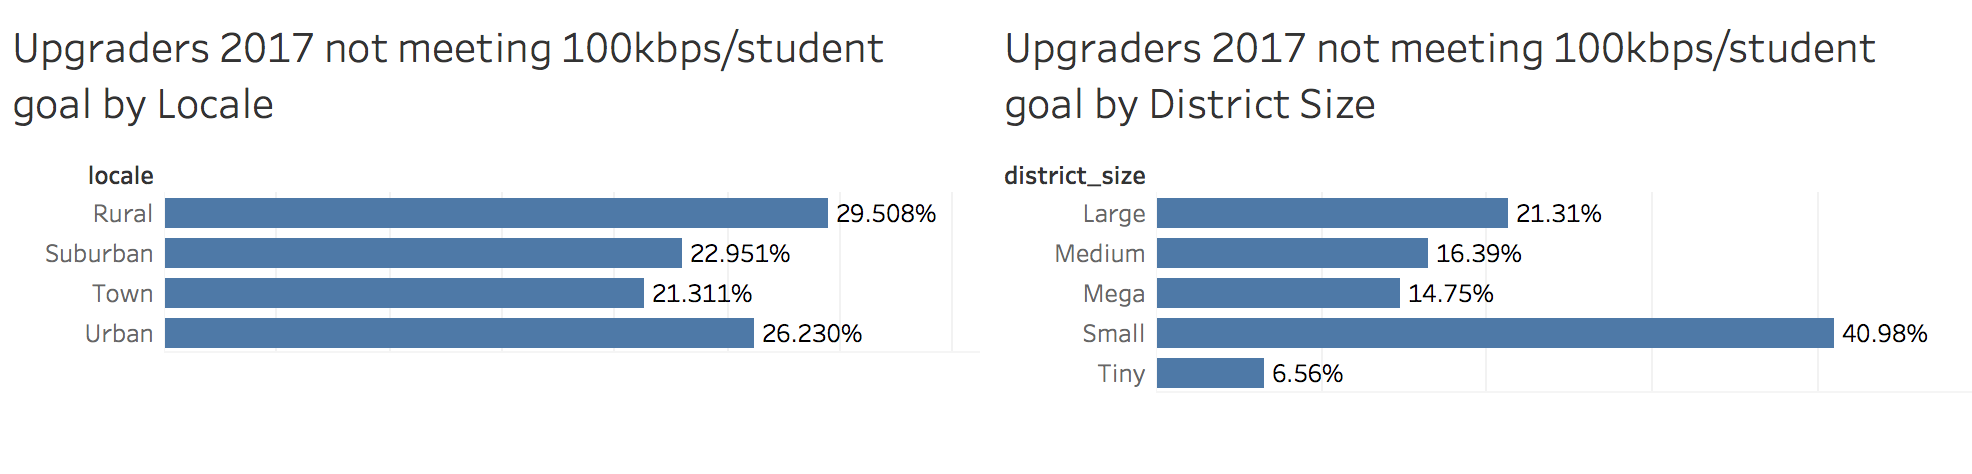 Upgraders 2017 not meeting 100kbps/student
goal by Locale
locale
Rural 29.508%
Suburban 22.951%
Town 21.311%
Urban 26.230%
Upgraders 2017 not meeting 100kbps/student
goal by District Size
district_size
Large 21.31%
Medium 16.39%
Mega 14.75%
Small 40.98%
Tiny 6.56%